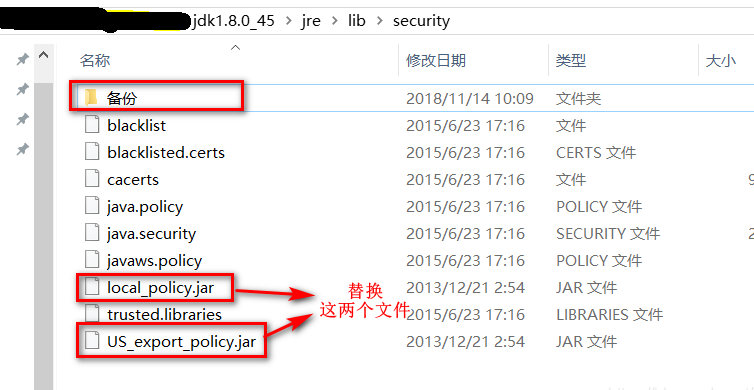 jdk1.8.0_45 > jre > lib > security
名称 修改日期 类型 大小
备份 2018/11/14 10:09 文件夹
blacklist 2015/6/23 17:16 文件
blacklisted.certs 2015/6/23 17:16 CERTS 文件
cacerts 2015/6/23 17:16 文件 9
java.policy 2015/6/23 17:16 POLICY 文件
java.security 2015/6/23 17:16 SECURITY 文件 2
javaws.policy 2015/6/23 17:16 POLICY 文件
local_policy.jar 2013/12/21 2:54 JAR 文件
trusted.libraries 2015/6/23 17:16 LIBRARIES 文件
US_export_policy.jar 2013/12/21 2:54 JAR 文件
替换
这两个文件